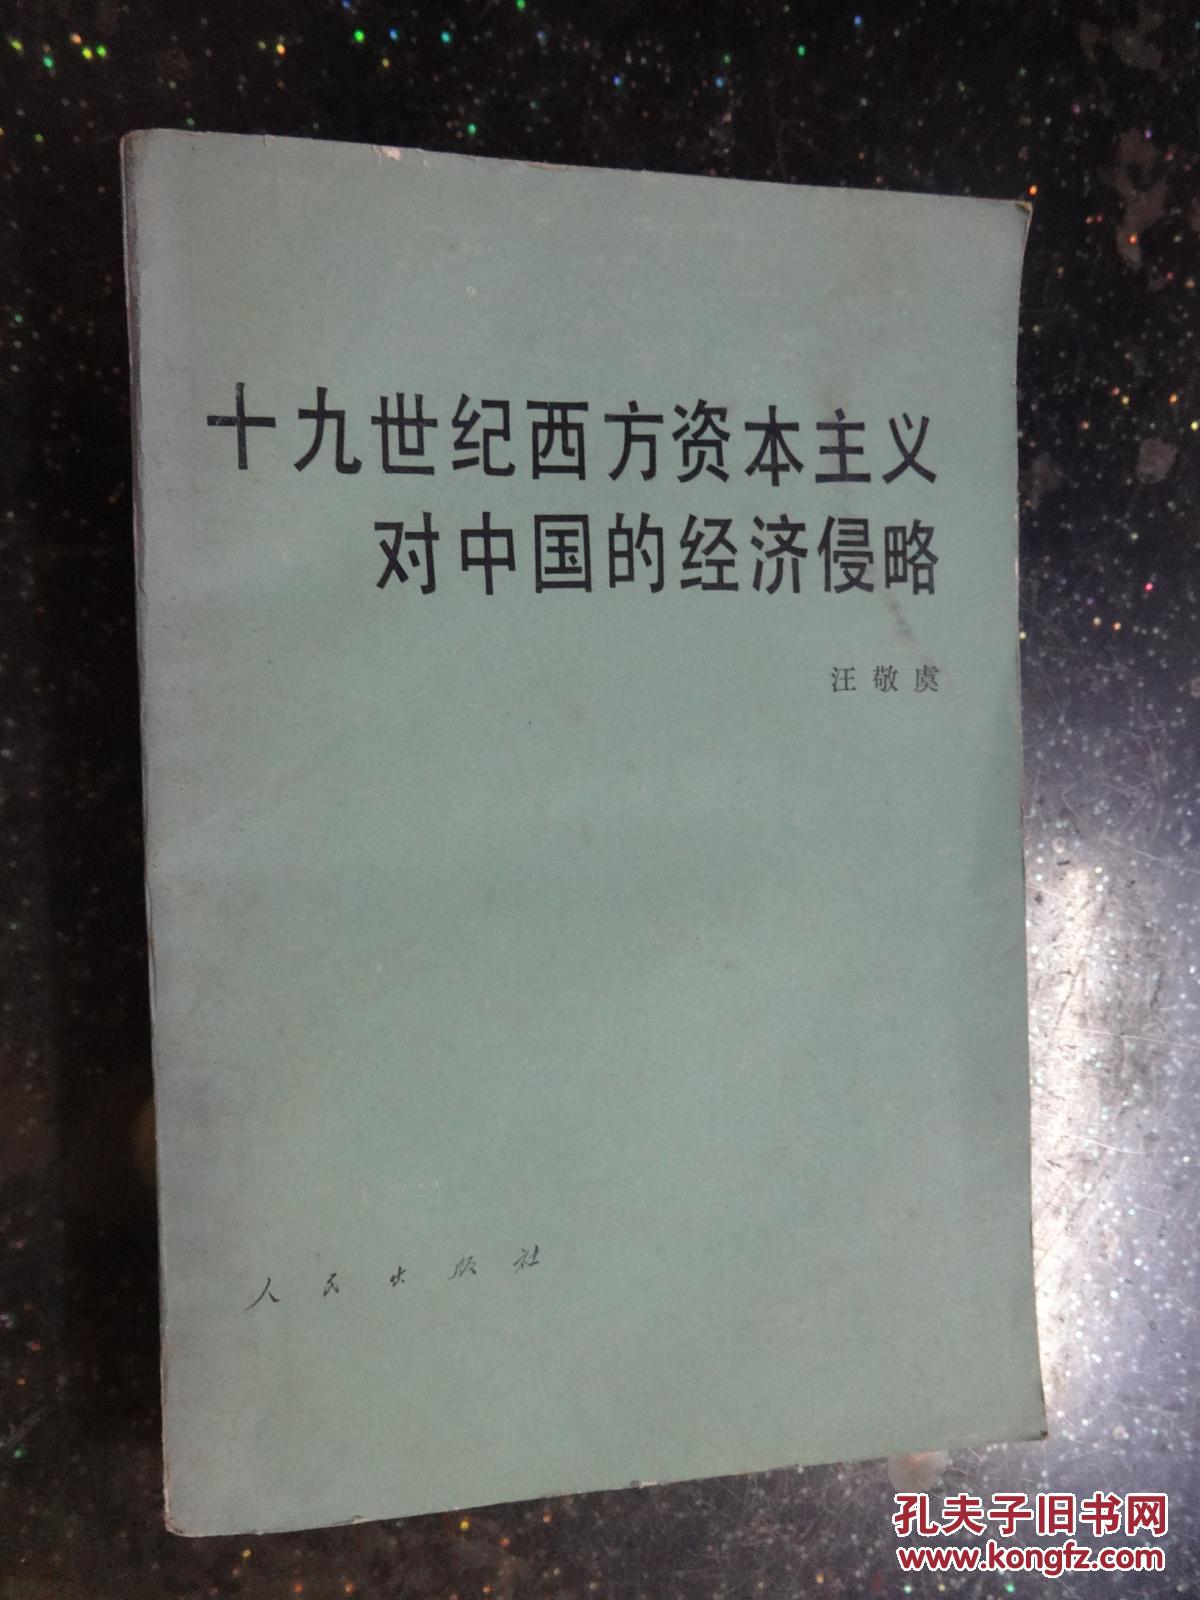 十九世纪西方资本主义
对中国的经济侵略
汪敬虞
人民出版社
孔夫子旧书网
www.kongfz.com